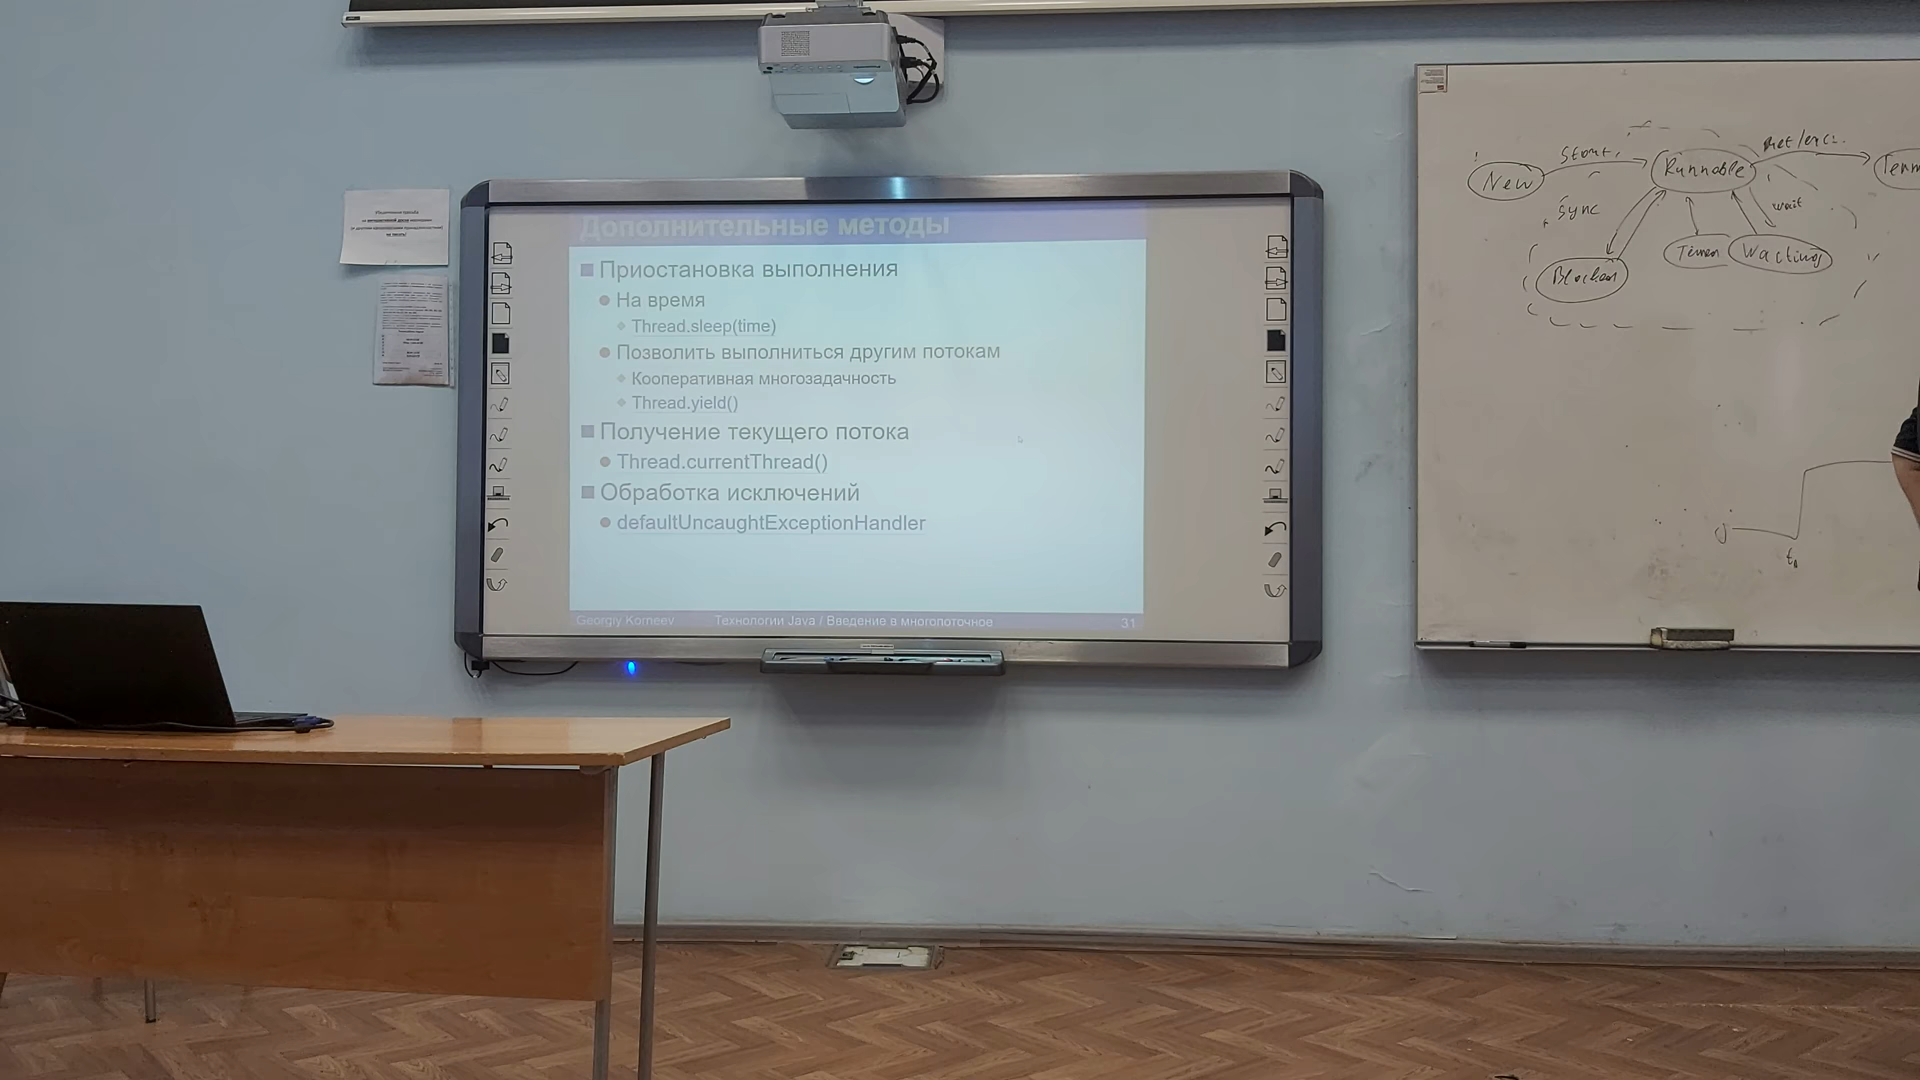 Дополнительные методы
Приостановка выполнения
На время
Thread.sleep(time)
Позволить выполниться другим потокам
Кооперативная многозадачность
Thread.yield()
Получение текущего потока
Thread.currentThread()
Обработка исключений
defaultUncaughtExceptionHandler
Georgiy Korneev
Технологии Java / Введение в многопоточное
31
Start
New
Runnable
Sync
wait
Waiting